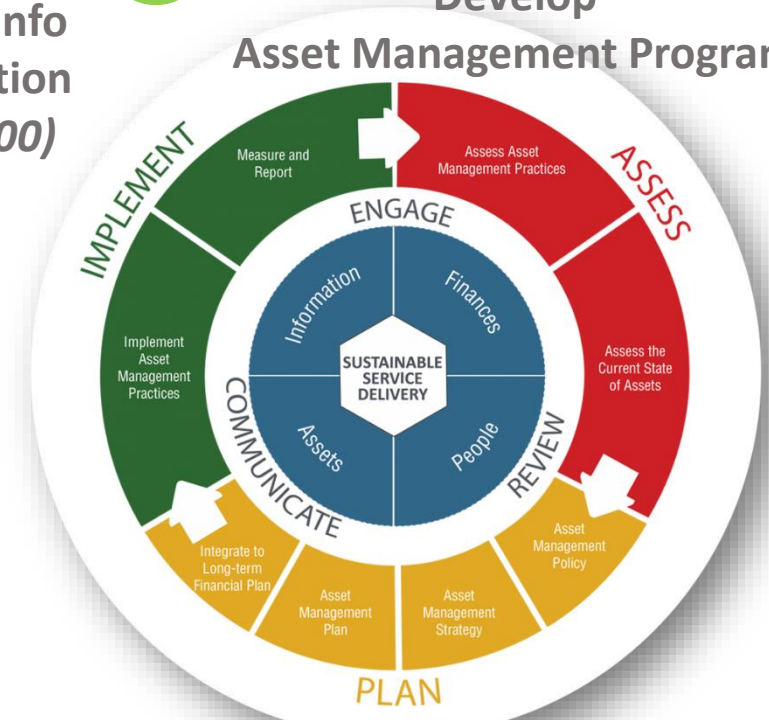 Develop
Asset Management Program
nfo
tion
00)
IMPLEMENT
Measure and
Report
Assess Asset
Management Practices
ASSESS
ENGAGE
Information
Finances
Implement
Asset
Management
Practices
SUSTAINABLE
SERVICE
DELIVERY
Assess the
Current State
of Assets
COMMUNICATE
Assets
People
REVIEW
Integrate to
Long-term
Financial Plan
Asset
Management
Plan
Asset
Management
Strategy
Asset
Management
Policy
PLAN